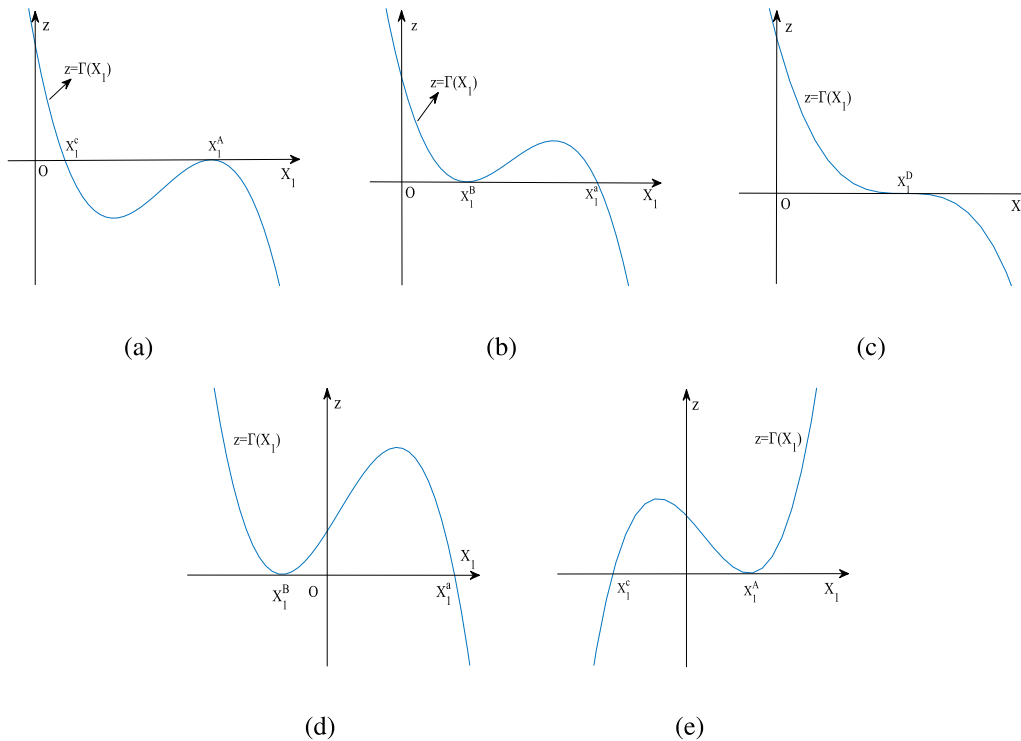 z
z=Γ(X₁)
X₁ᶜ
X₁ᴬ
O
X₁
(a)
z
z=Γ(X₁)
O
X₁ᴮ
X₁ᵃ
X₁
(b)
z
z=Γ(X₁)
X₁ᴰ
O
X
(c)
z
z=Γ(X₁)
X₁
X₁ᴮ
O
X₁ᵃ
(d)
z
z=Γ(X₁)
X₁ᶜ
X₁ᴬ
X₁
(e)